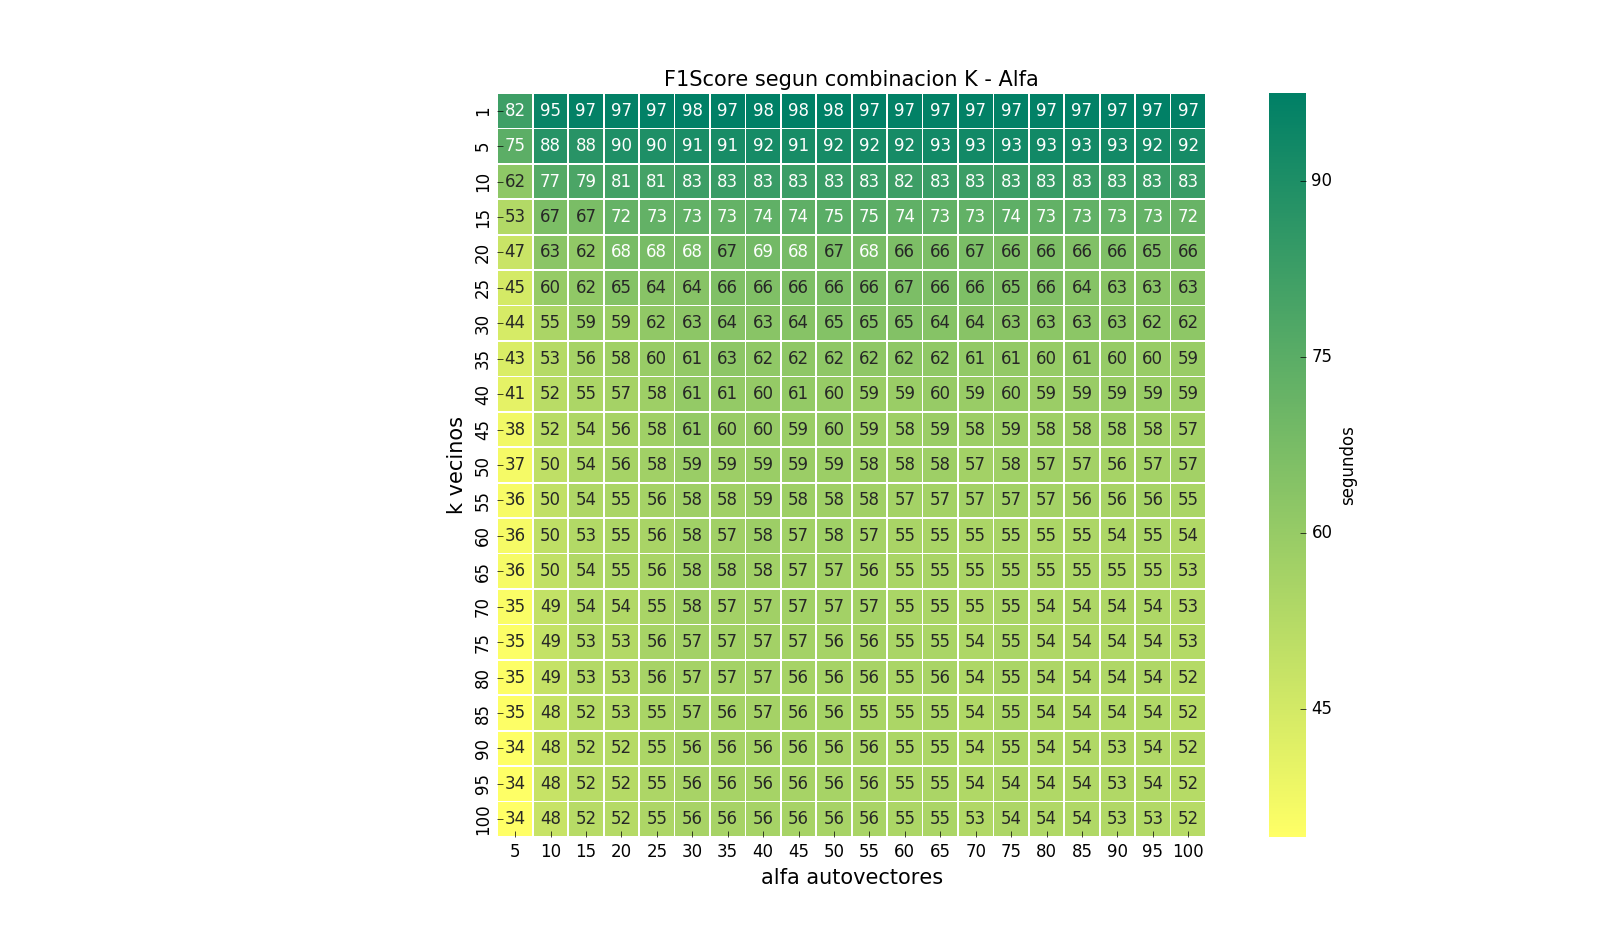 F1Score segun combinacion K - Alfa
1 82 95 97 97 97 98 97 98 98 98 97 97 97 97 97 97 97 97 97 97
5 75 88 88 90 90 91 91 92 91 92 92 92 93 93 93 93 93 93 92 92
10 62 77 79 81 81 83 83 83 83 83 83 82 83 83 83 83 83 83 83 83
15 53 67 67 72 73 73 73 74 74 75 75 74 73 73 74 73 73 73 73 72
20 47 63 62 68 68 68 67 69 68 67 68 66 66 67 66 66 66 66 65 66
25 45 60 62 65 64 64 66 66 66 66 66 67 66 66 65 66 64 63 63 63
30 44 55 59 59 62 63 64 63 64 65 65 65 64 64 63 63 63 63 62 62
35 43 53 56 58 60 61 63 62 62 62 62 62 62 61 61 60 61 60 60 59
40 41 52 55 57 58 61 61 60 61 60 59 59 60 59 60 59 59 59 59 59
45 38 52 54 56 58 61 60 60 59 60 59 58 59 58 59 58 58 58 58 57
50 37 50 54 56 58 59 59 59 59 59 58 58 58 57 58 57 57 56 57 57
55 36 50 54 55 56 58 58 59 58 58 58 57 57 57 57 57 56 56 56 55
60 36 50 53 55 56 58 57 58 57 58 57 55 55 55 55 55 55 54 55 54
65 36 50 54 55 56 58 58 58 57 57 56 55 55 55 55 55 55 55 55 53
70 35 49 54 54 55 58 57 57 57 57 57 55 55 55 55 54 54 54 54 53
75 35 49 53 53 56 57 57 57 57 56 56 55 55 54 55 54 54 54 54 53
80 35 49 53 53 56 57 57 57 56 56 56 55 56 54 55 54 54 54 54 52
85 35 48 52 53 55 57 56 57 56 56 55 55 55 54 55 54 54 54 54 52
90 34 48 52 52 55 56 56 56 56 56 56 55 55 54 55 54 54 53 54 52
95 34 48 52 52 55 56 56 56 56 56 56 55 55 54 54 54 54 53 54 52
100 34 48 52 52 55 56 56 56 56 56 56 55 55 53 54 54 54 53 53 52
5 10 15 20 25 30 35 40 45 50 55 60 65 70 75 80 85 90 95 100
alfa autovectores
k vecinos
90
75
60
45
segundos